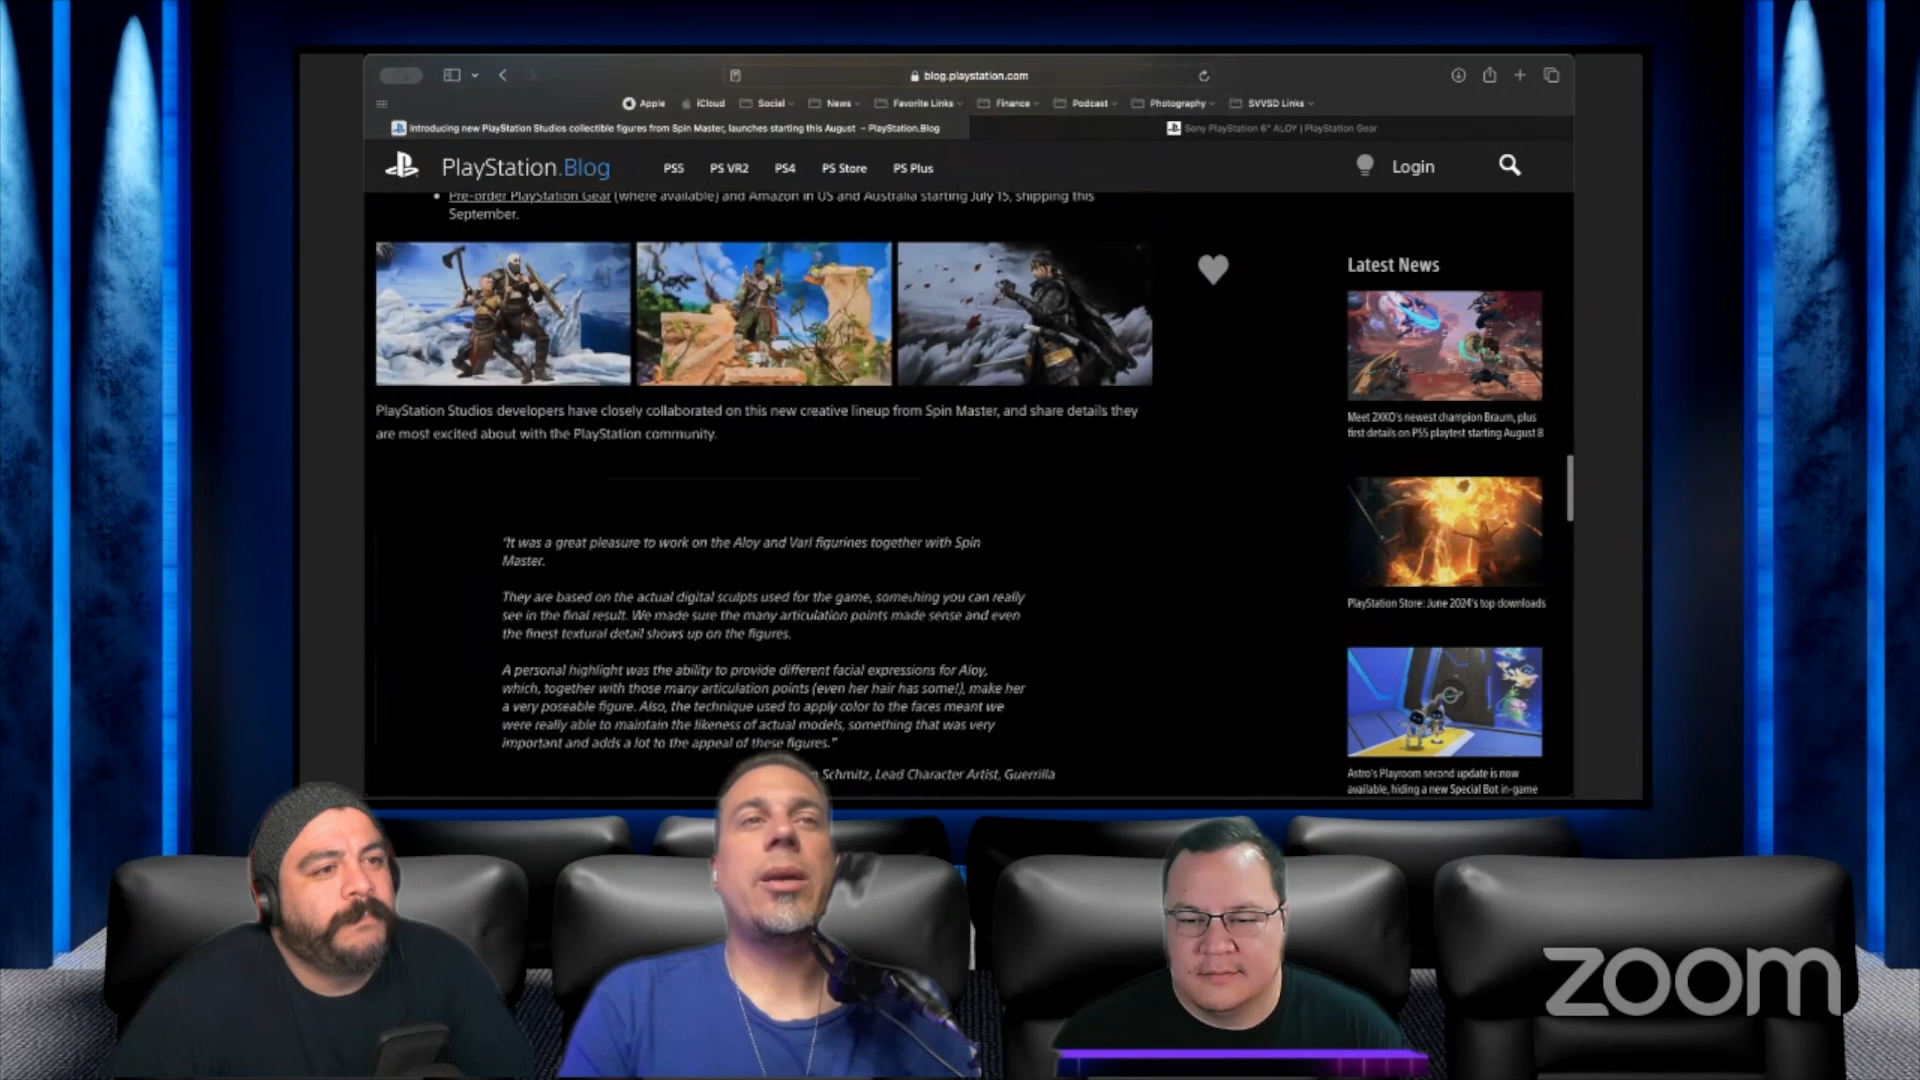 blog.playstation.com
Apple
iCloud
Social
News
Favorite Links
Finance
Podcast
Photography
SVVSD Links
Introducing new PlayStation Studios collectible figures from Spin Master, launches starting this August – PlayStation.Blog
Sony PlayStation 6" ALOY | PlayStation Gear
PlayStation.Blog
PS5
PS VR2
PS4
PS Store
PS Plus
Login
Pre-order PlayStation Gear (where available) and Amazon in US and Australia starting July 15, shipping this
September.
PlayStation Studios developers have closely collaborated on this new creative lineup from Spin Master, and share details they
are most excited about with the PlayStation community.
"It was a great pleasure to work on the Aloy and Varl figurines together with Spin
Master.
They are based on the actual digital sculpts used for the game, something you can really
see in the final result. We made sure the many articulation points made sense and even
the finest textural detail shows up on the figures.
A personal highlight was the ability to provide different facial expressions for Aloy,
which, together with those many articulation points (even her hair has some!), make her
a very poseable figure. Also, the technique used to apply color to the faces meant we
were really able to maintain the likeness of actual models, something that was very
important and adds a lot to the appeal of these figures."
Schmitz, Lead Character Artist, Guerrilla
Latest News
Meet 2XKO's newest champion Braum, plus
first details on PS5 playtest starting August 8
PlayStation Store: June 2024's top downloads
Astro's Playroom second update is now
available, hiding a new Special Bot in-game
zoom